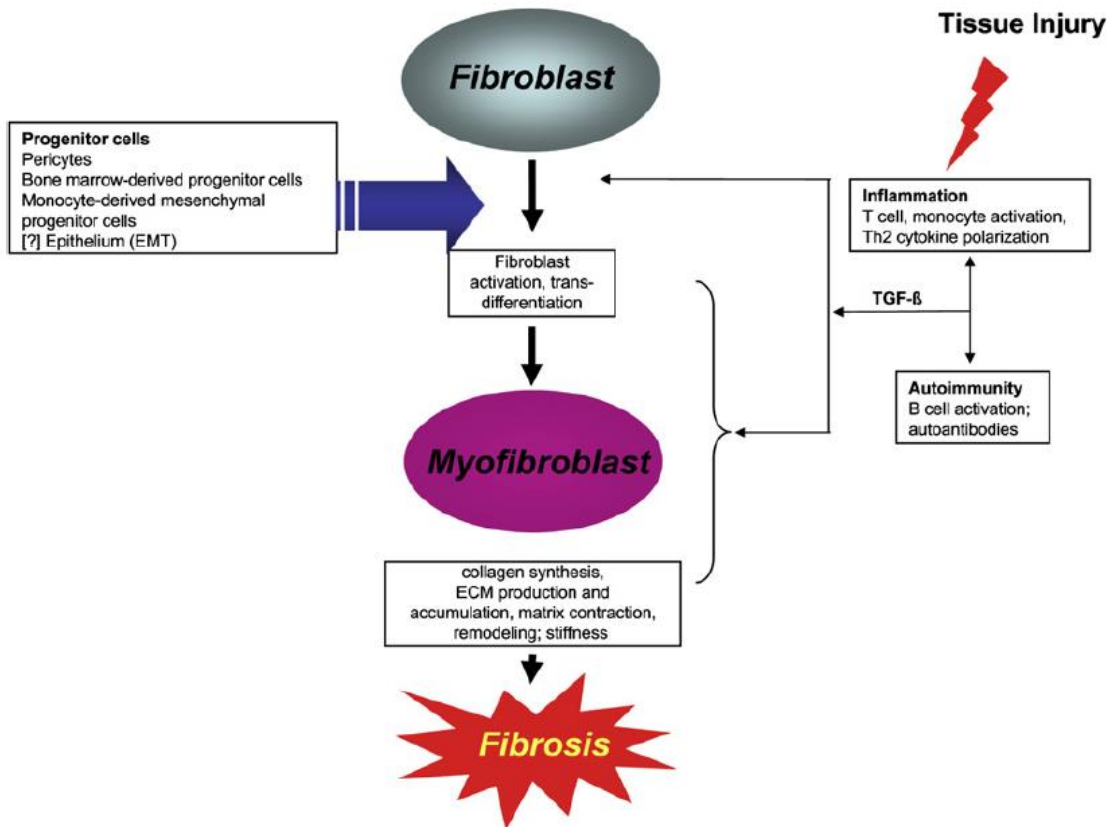 Tissue Injury
Fibroblast
Progenitor cells
Pericytes
Bone marrow-derived progenitor cells
Monocyte-derived mesenchymal
progenitor cells
[?] Epithelium (EMT)
Inflammation
T cell, monocyte activation,
Th2 cytokine polarization
Fibroblast
activation, trans-
differentiation
TGF-ß
Autoimmunity
B cell activation;
autoantibodies
Myofibroblast
collagen synthesis,
ECM production and
accumulation, matrix contraction,
remodeling; stiffness
Fibrosis